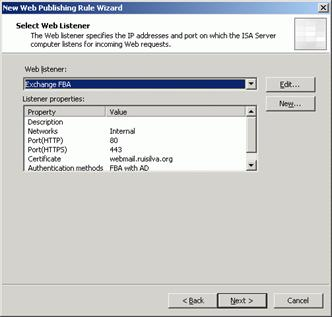 New Web Publishing Rule Wizard
Select Web Listener
The Web listener specifies the IP addresses and port on which the ISA Server
computer listens for incoming Web requests.
Web listener:
Exchange FBA
Edit...
Listener properties:
New...
Property Value
Description
Networks Internal
Port(HTTP) 80
Port(HTTPS) 443
Certificate webmail.ruisilva.org
Authentication methods FBA with AD
< Back Next > Cancel